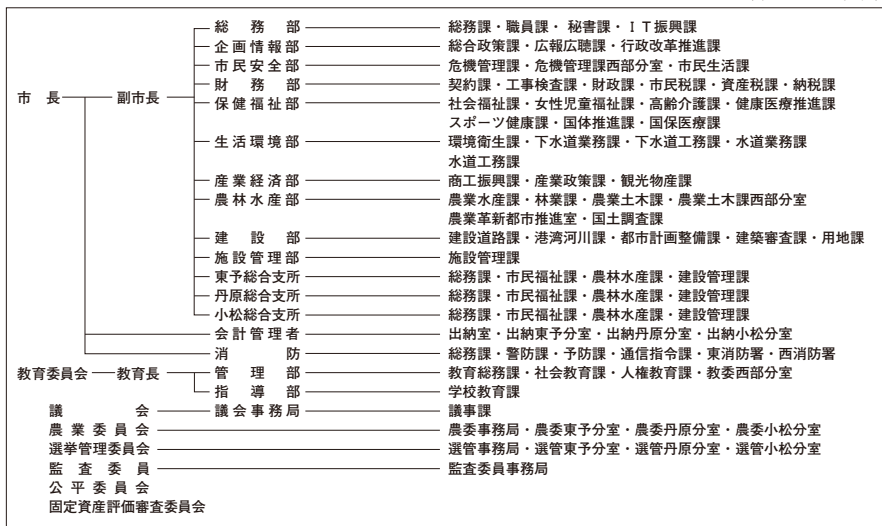 総務部 総務課・職員課・秘書課・ＩＴ振興課
企画情報部 総合政策課・広報広聴課・行政改革推進課
市民安全部 危機管理課・危機管理課西部分室・市民生活課
財務部 契約課・工事検査課・財政課・市民税課・資産税課・納税課
市長 副市長 保健福祉部 社会福祉課・女性児童福祉課・高齢介護課・健康医療推進課
スポーツ健康課・国体推進課・国保医療課
生活環境部 環境衛生課・下水道業務課・下水道工務課・水道業務課
水道工務課
産業経済部 商工振興課・産業政策課・観光物産課
農林水産部 農業水産課・林業課・農業土木課・農業土木課西部分室
農業革新都市推進室・国土調査課
建設部 建設道路課・港湾河川課・都市計画整備課・建築審査課・用地課
施設管理部 施設管理課
東予総合支所 総務課・市民福祉課・農林水産課・建設管理課
丹原総合支所 総務課・市民福祉課・農林水産課・建設管理課
小松総合支所 総務課・市民福祉課・農林水産課・建設管理課
会計管理者 出納室・出納東予分室・出納丹原分室・出納小松分室
消防 総務課・警防課・予防課・通信指令課・東消防署・西消防署
教育委員会 教育長 管理部 教育総務課・社会教育課・人権教育課・教委西部分室
指導部 学校教育課
議会 議会事務局 議事課
農業委員会 農委事務局・農委東予分室・農委丹原分室・農委小松分室
選挙管理委員会 選管事務局・選管東予分室・選管丹原分室・選管小松分室
監査委員 監査委員事務局
公平委員会
固定資産評価審査委員会